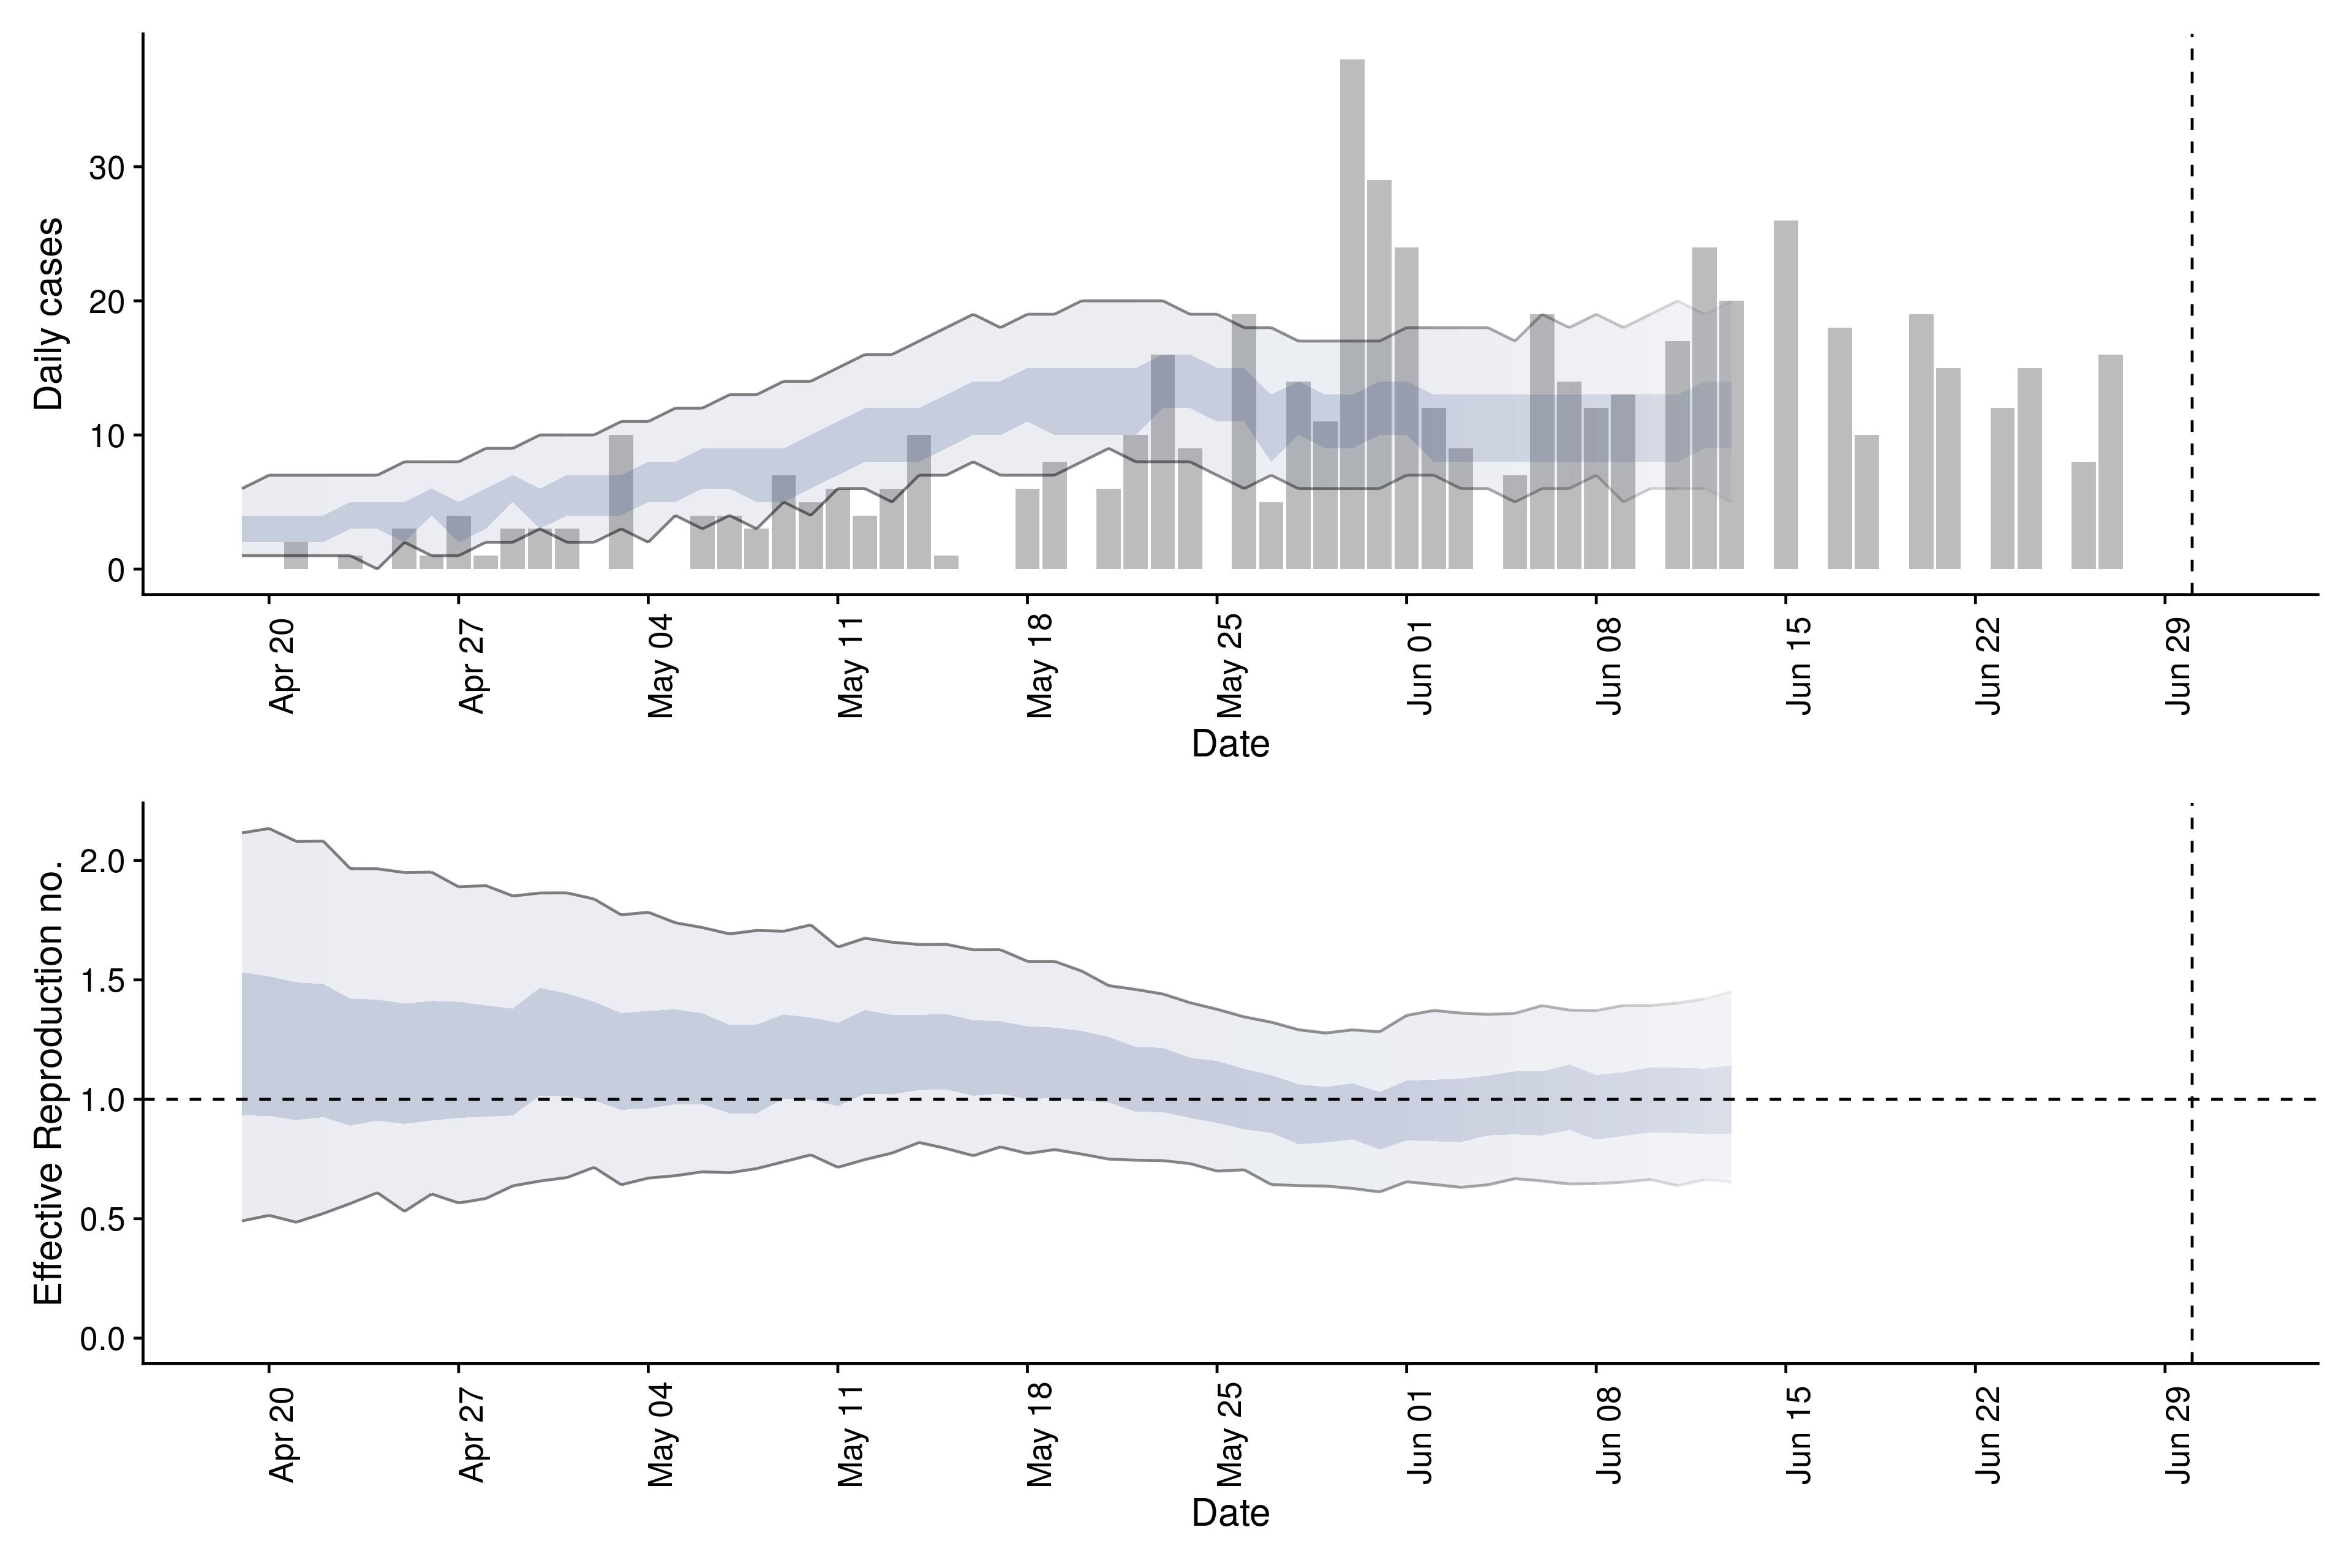 Daily cases
30
20
10
0
Apr 20
Apr 27
May 04
May 11
May 18
May 25
Jun 01
Jun 08
Jun 15
Jun 22
Jun 29
Date
Effective Reproduction no.
2.0
1.5
1.0
0.5
0.0
Apr 20
Apr 27
May 04
May 11
May 18
May 25
Jun 01
Jun 08
Jun 15
Jun 22
Jun 29
Date